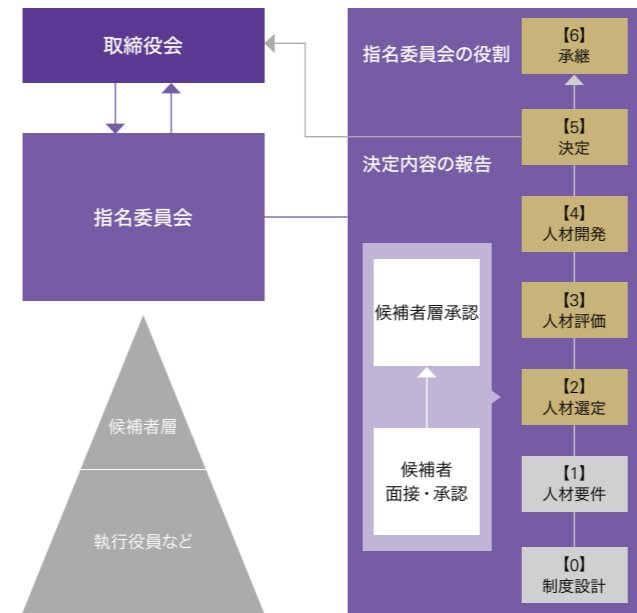 取締役会
指名委員会
候補者層
執行役員など
指名委員会の役割
決定内容の報告
候補者層承認
候補者
面接・承認
【6】
承継
【5】
決定
【4】
人材開発
【3】
人材評価
【2】
人材選定
【1】
人材要件
【0】
制度設計